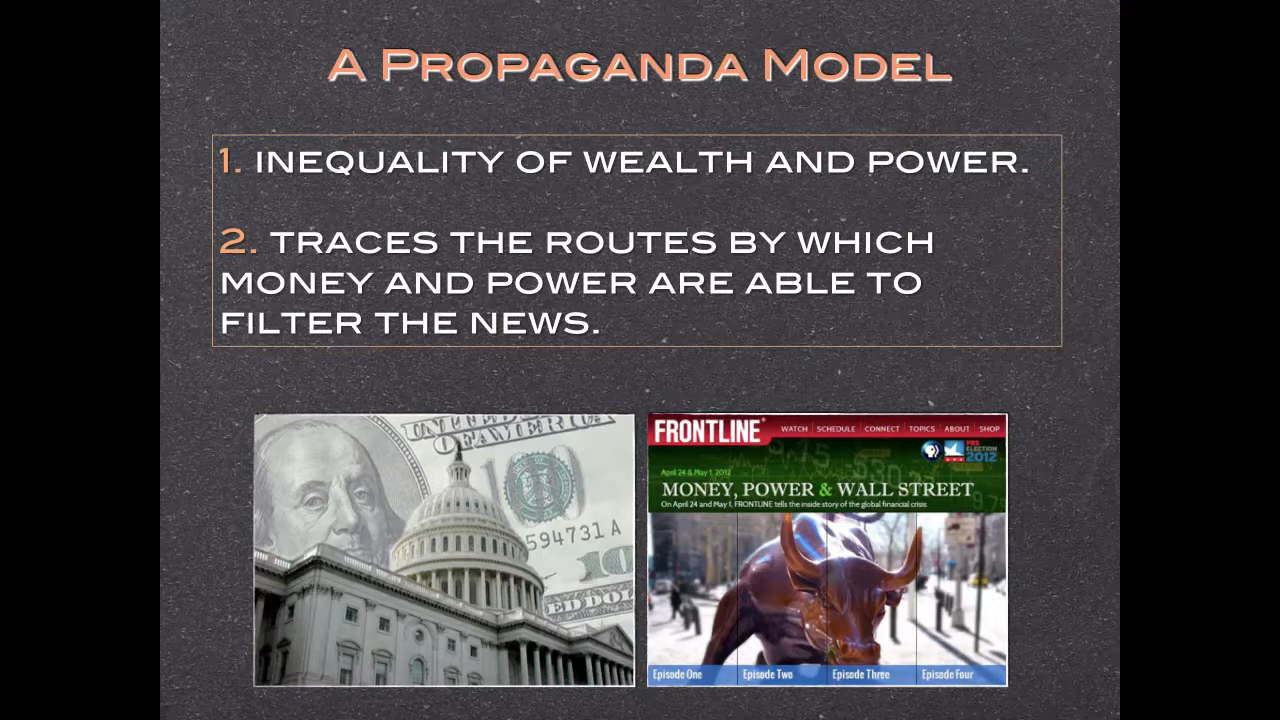 A PROPAGANDA MODEL
1. INEQUALITY OF WEALTH AND POWER.
2. TRACES THE ROUTES BY WHICH
MONEY AND POWER ARE ABLE TO
FILTER THE NEWS.
OF AMERICA
100
594731 A
FRONTLINE
WATCH SCHEDULE CONNECT TOPICS ABOUT SHOP
PBS
ELECTION
2012
April 24 & May 1, 2012
MONEY, POWER & WALL STREET
On April 24 and May 1, FRONTLINE tells the inside story of the global financial crisis
Episode One Episode Two Episode Three Episode Four